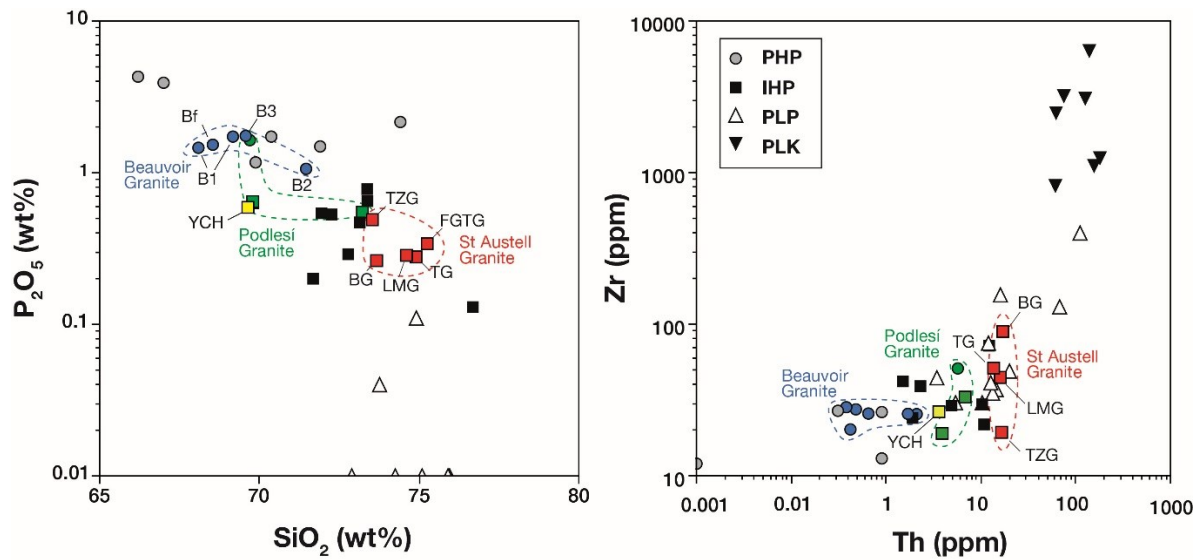 10
1
0.1
0.01
65
70
75
80
SiO2 (wt%)
P2O5 (wt%)
Bf
B3
Beauvoir
Granite
B1
B2
YCH
Podlesí
Granite
TZG
FGTG
St Austell
Granite
BG
LMG
TG
10000
1000
100
10
0.001
0.01
0.1
1
10
100
1000
Th (ppm)
Zr (ppm)
PHP
IHP
PLP
PLK
BG
Podlesí
Granite
TG
St Austell
Granite
Beauvoir
Granite
LMG
YCH
TZG